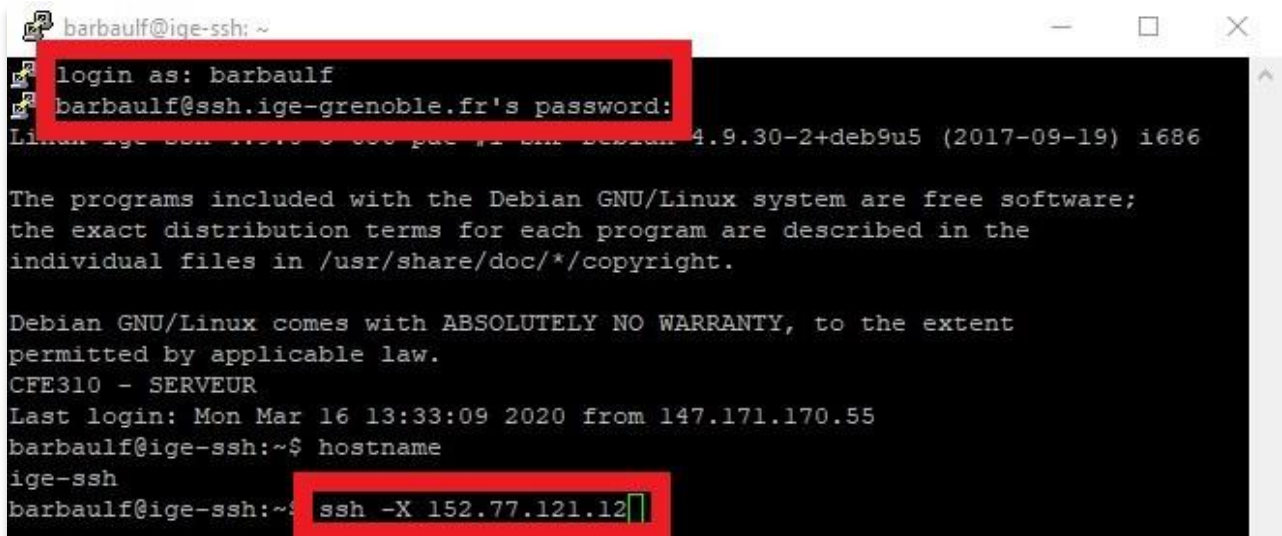 barbaulf@ige-ssh: ~
login as: barbaulf
barbaulf@ssh.ige-grenoble.fr's password:
4.9.30-2+deb9u5 (2017-09-19) i686
The programs included with the Debian GNU/Linux system are free software;
the exact distribution terms for each program are described in the
individual files in /usr/share/doc/*/copyright.
Debian GNU/Linux comes with ABSOLUTELY NO WARRANTY, to the extent
permitted by applicable law.
CFE310 - SERVEUR
Last login: Mon Mar 16 13:33:09 2020 from 147.171.170.55
barbaulf@ige-ssh:~$ hostname
ige-ssh
barbaulf@ige-ssh:~$ ssh -X 152.77.121.12